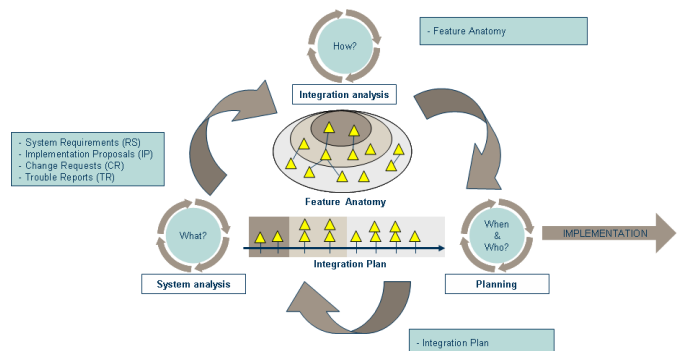 How?
- Feature Anatomy
Integration analysis
- System Requirements (RS)
- Implementation Proposals (IP)
- Change Requests (CR)
- Trouble Reports (TR)
Feature Anatomy
What?
When
&
Who?
IMPLEMENTATION
Integration Plan
System analysis
Planning
- Integration Plan